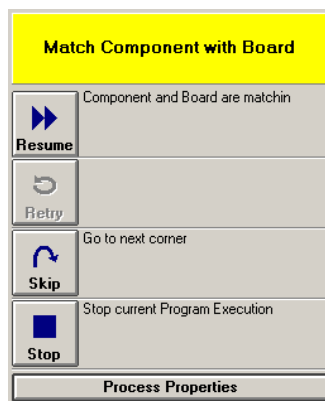 Match Component with Board
Component and Board are matchin
Resume
Retry
Go to next corner
Skip
Stop current Program Execution
Stop
Process Properties